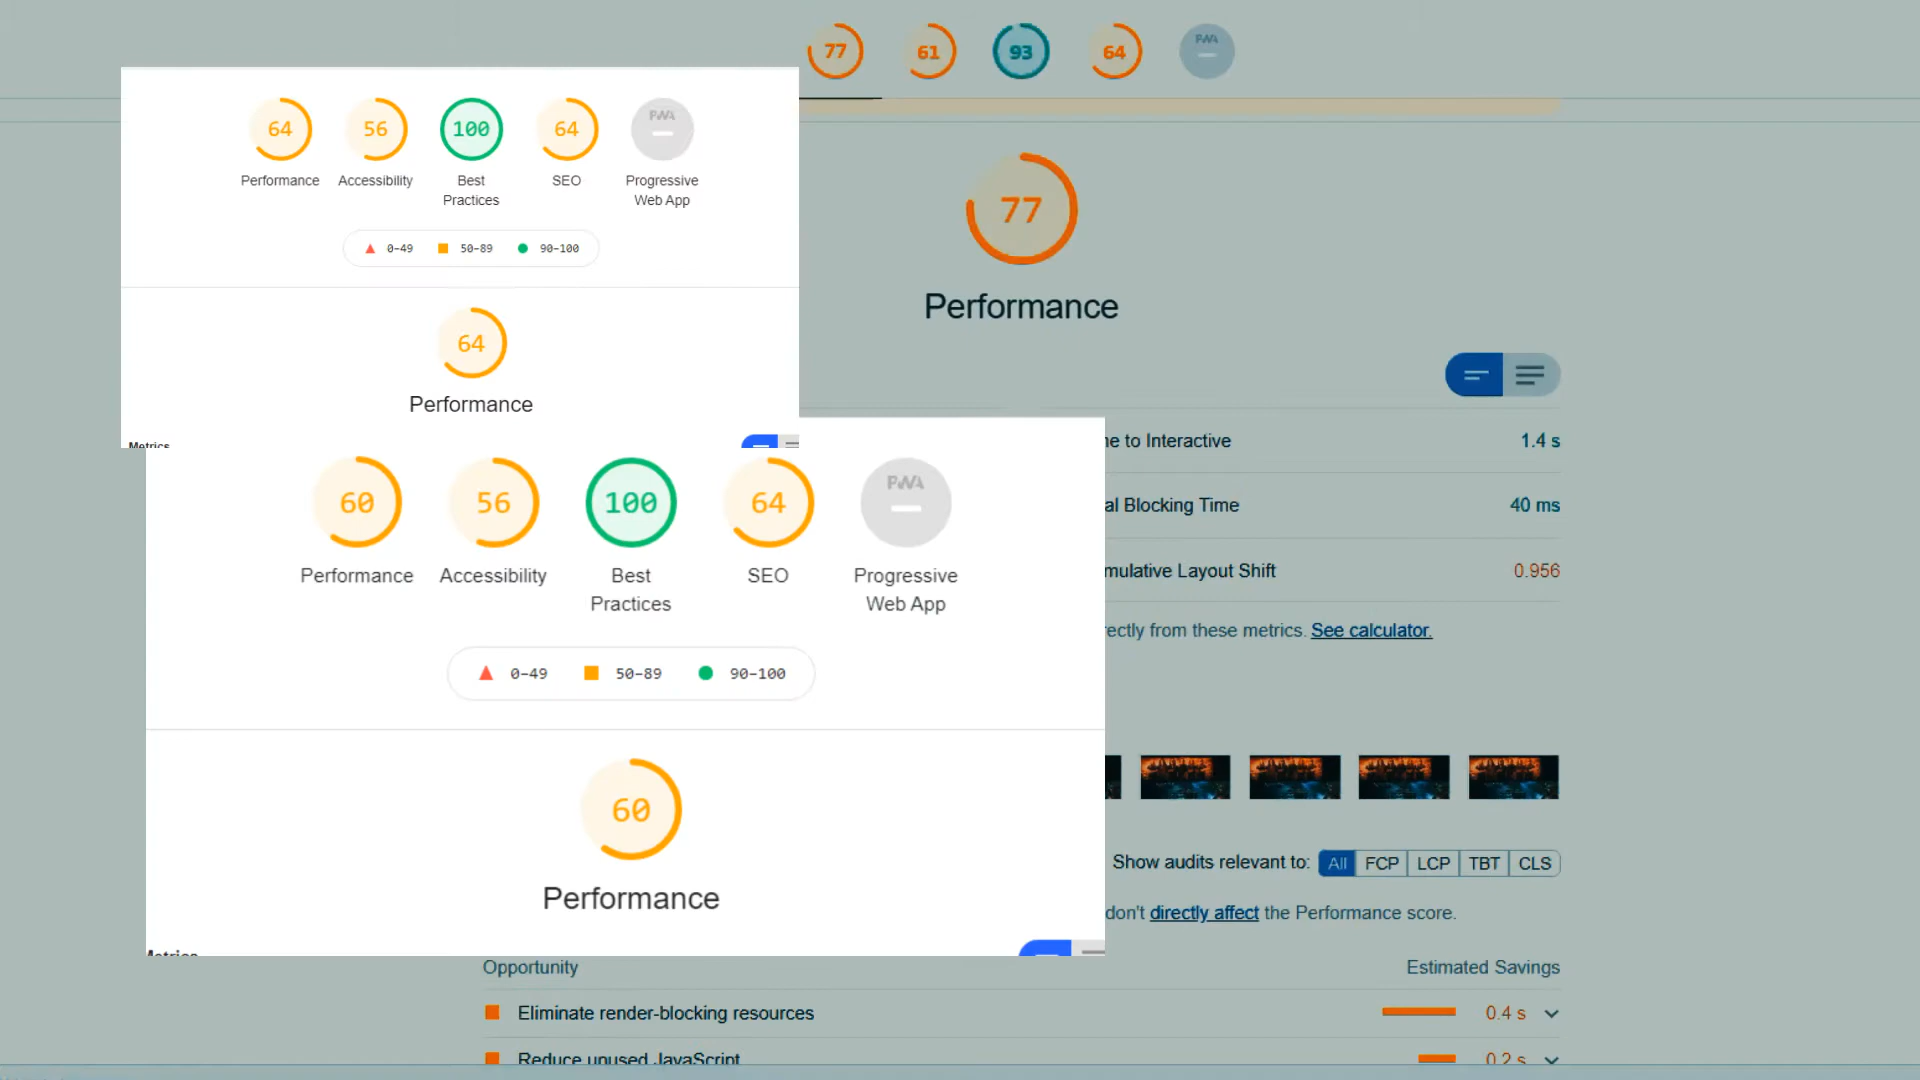 77 61 93 64 PWA
64 56 100 64 PWA
Performance Accessibility Best Practices SEO Progressive Web App
0–49 50–89 90–100
64
Performance
Metrics
77
Performance
e to Interactive 1.4 s
al Blocking Time 40 ms
mulative Layout Shift 0.956
ectly from these metrics. See calculator.
60 56 100 64 PWA
Performance Accessibility Best Practices SEO Progressive Web App
0–49 50–89 90–100
60
Performance
Metrics
Show audits relevant to: All FCP LCP TBT CLS
don't directly affect the Performance score.
Opportunity Estimated Savings
Eliminate render-blocking resources 0.4 s
Reduce unused JavaScript 0.2 s